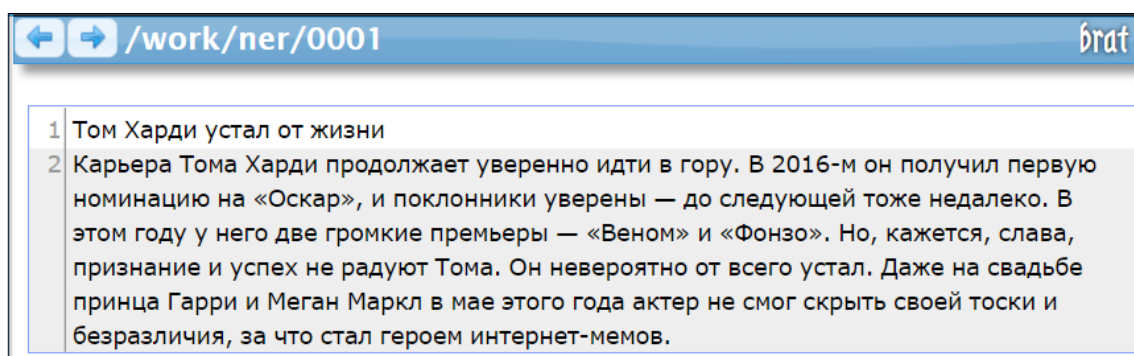 /work/ner/0001 brat
1 Том Харди устал от жизни
2 Карьера Тома Харди продолжает уверенно идти в гору. В 2016-м он получил первую
номинацию на «Оскар», и поклонники уверены — до следующей тоже недалеко. В
этом году у него две громкие премьеры — «Веном» и «Фонзо». Но, кажется, слава,
признание и успех не радуют Тома. Он невероятно от всего устал. Даже на свадьбе
принца Гарри и Меган Маркл в мае этого года актер не смог скрыть своей тоски и
безразличия, за что стал героем интернет-мемов.